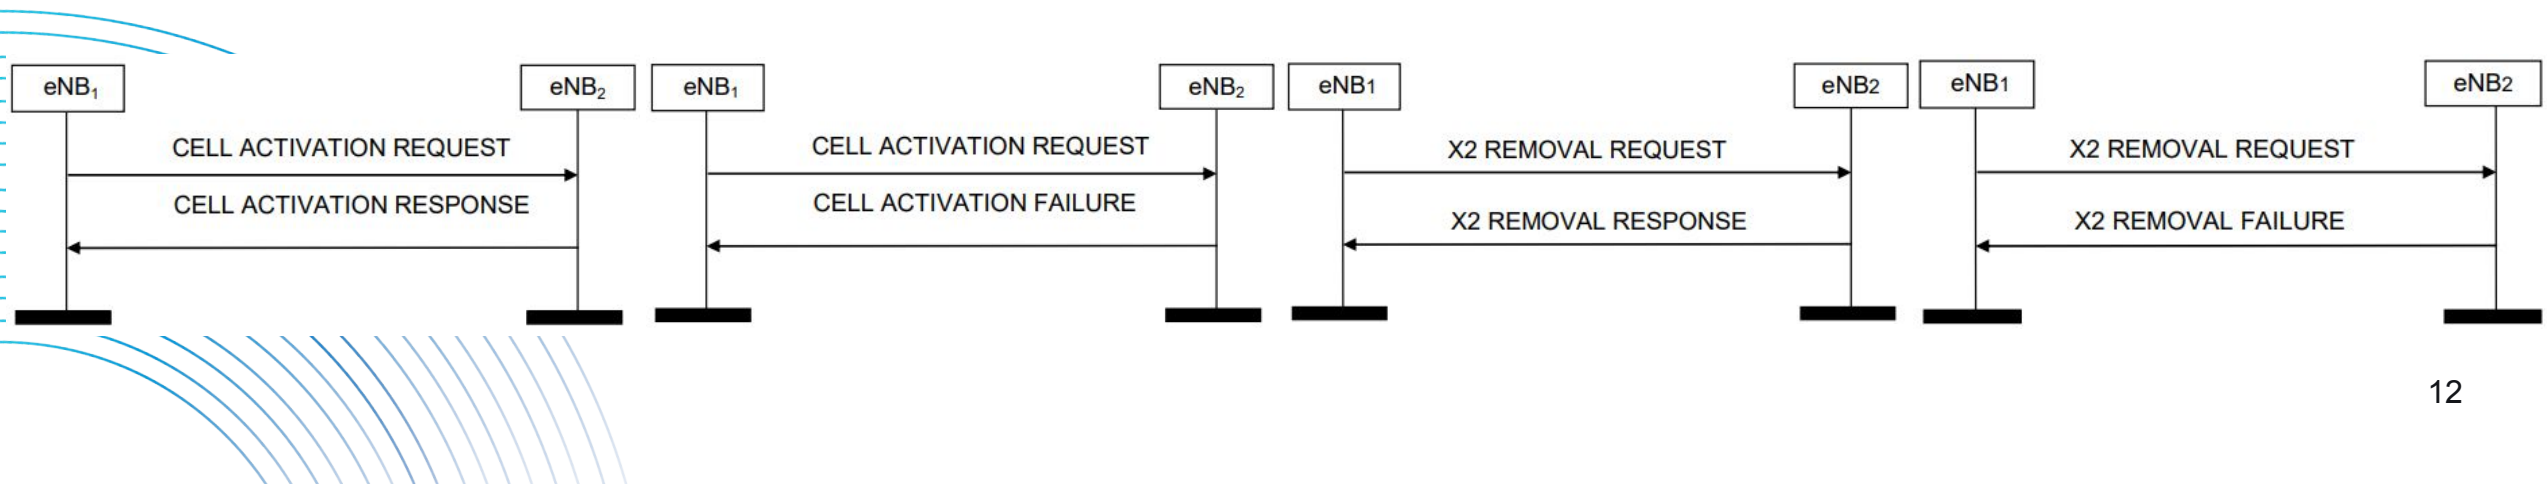 eNB₁
eNB₂
CELL ACTIVATION REQUEST
CELL ACTIVATION RESPONSE
eNB₁
eNB₂
CELL ACTIVATION REQUEST
CELL ACTIVATION FAILURE
eNB1
eNB2
X2 REMOVAL REQUEST
X2 REMOVAL RESPONSE
eNB1
eNB2
X2 REMOVAL REQUEST
X2 REMOVAL FAILURE
12